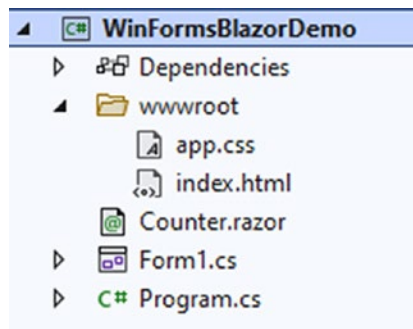 C# WinFormsBlazorDemo
Dependencies
wwwroot
app.css
index.html
@ Counter.razor
Form1.cs
C# Program.cs